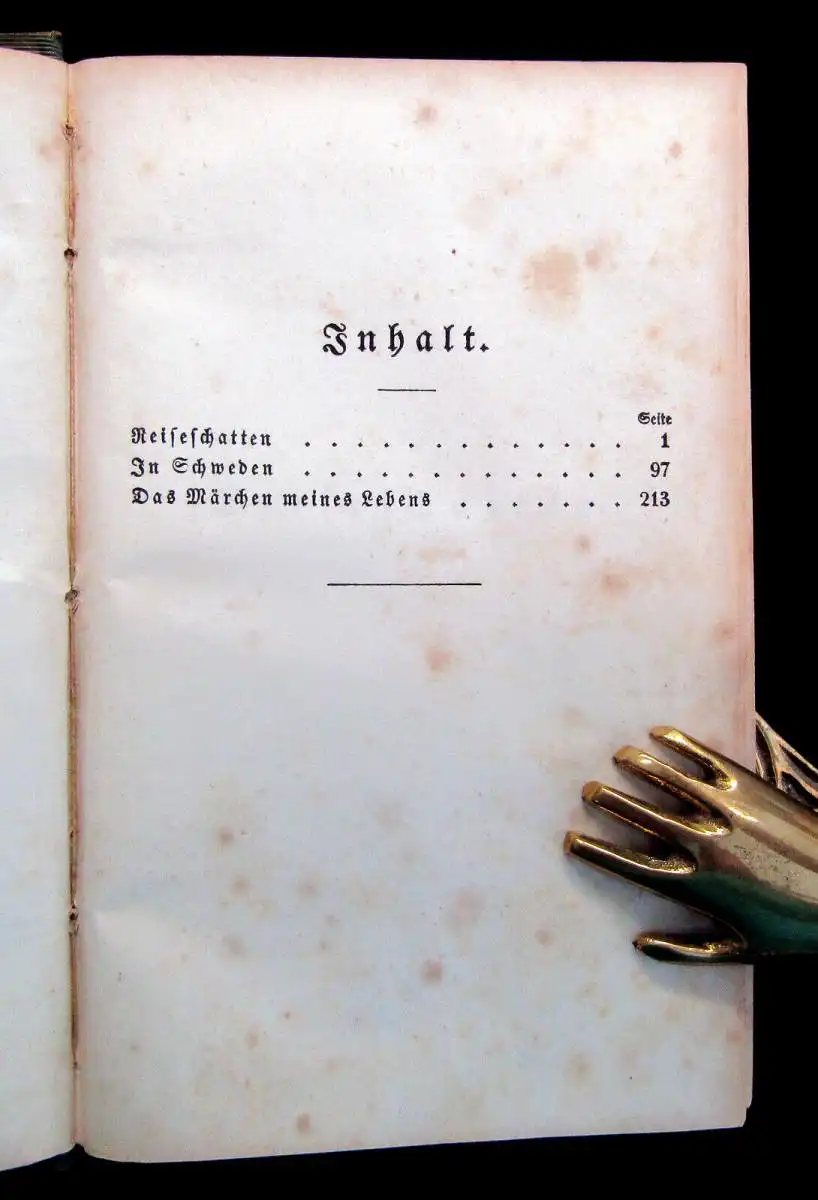 Inhalt.
Seite
Reiseschatten . . . . . . . . . . . . . 1
In Schweden . . . . . . . . . . . . . 97
Das Märchen meines Lebens . . . . . . . 213